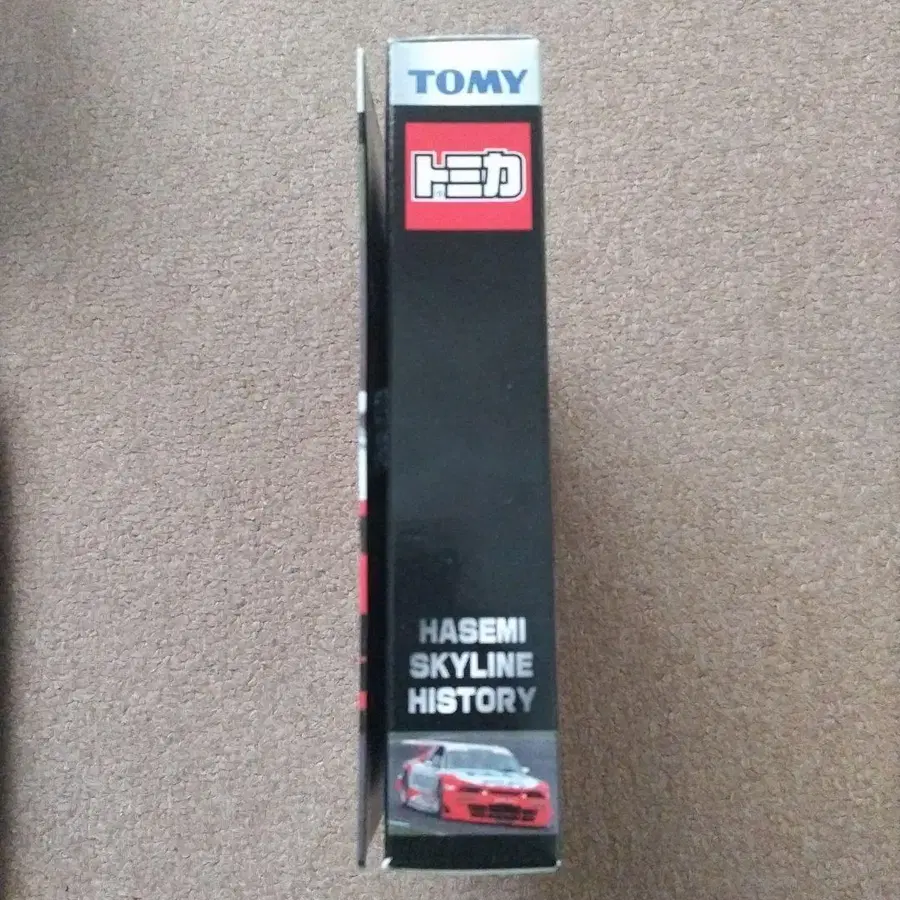 TOMY
トミカ
HASEMI
SKYLINE
HISTORY